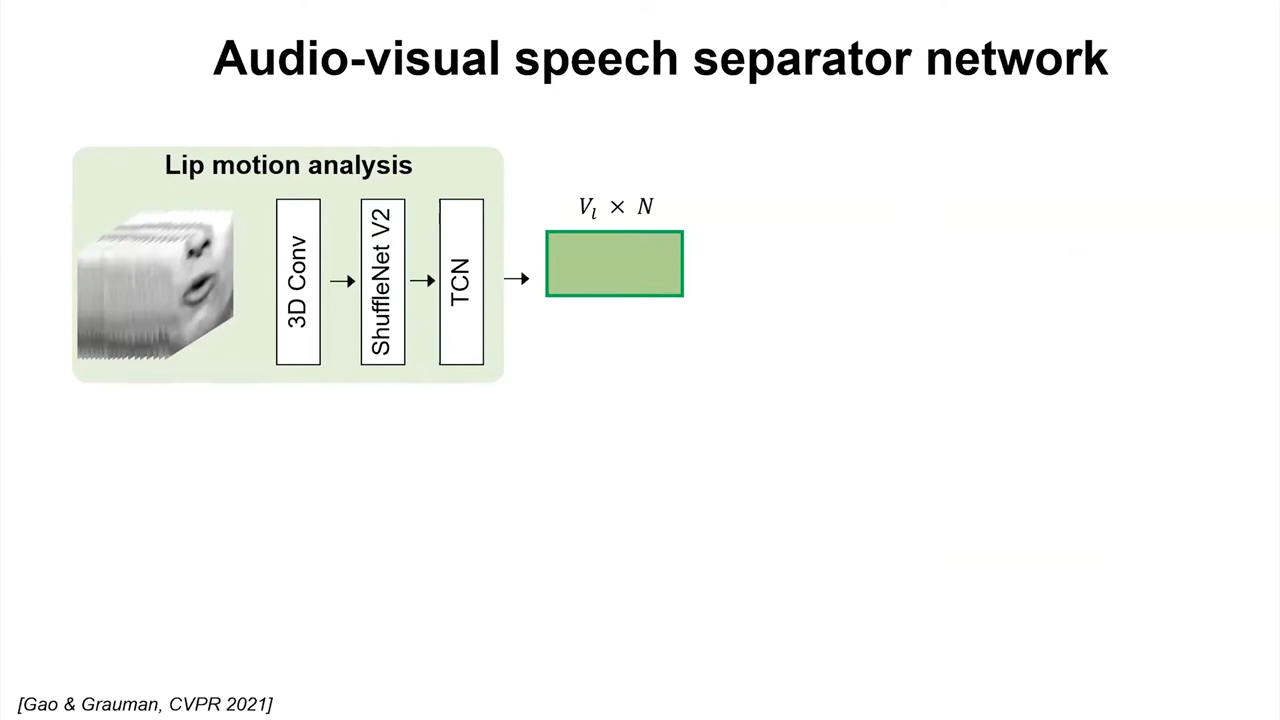 Audio-visual speech separator network
Lip motion analysis
3D Conv
ShuffleNet V2
TCN
V_l × N
[Gao & Grauman, CVPR 2021]